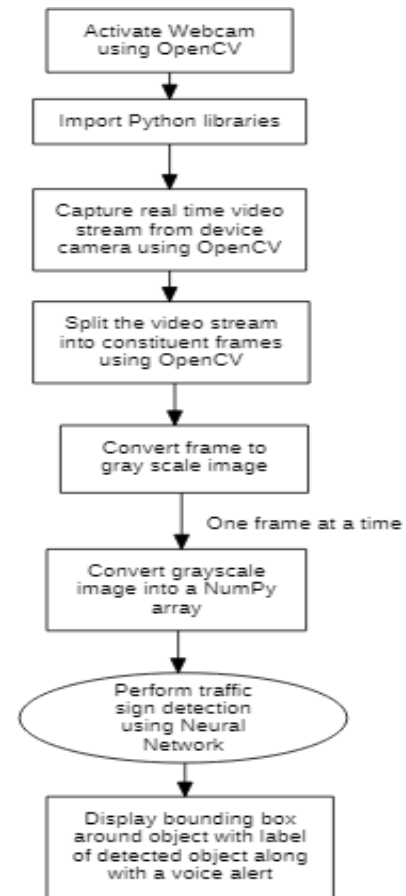 Activate Webcam
using OpenCV
Import Python libraries
Capture real time video
stream from device
camera using OpenCV
Split the video stream
into constituent frames
using OpenCV
Convert frame to
gray scale image
One frame at a time
Convert grayscale
image into a NumPy
array
Perform traffic
sign detection
using Neural
Network
Display bounding box
around object with label
of detected object along
with a voice alert